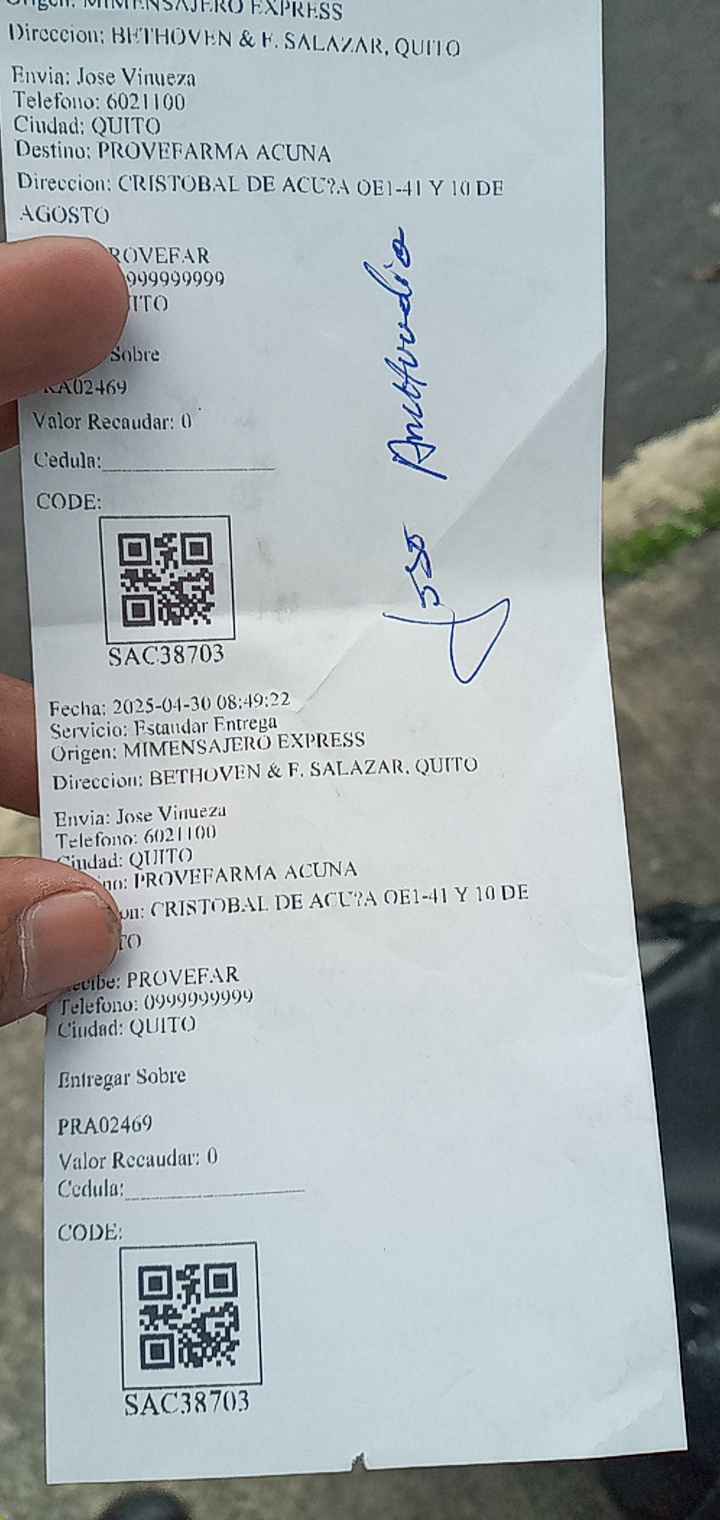 Origen: MIMENSAJERO EXPRESS
Direccion: BETHOVEN & F. SALAZAR, QUITO
Envia: Jose Vinueza
Telefono: 6021100
Ciudad: QUITO
Destino: PROVEFARMA ACUNA
Direccion: CRISTOBAL DE ACU?A OE1-41 Y 10 DE
AGOSTO
ROVEFAR
999999999
ITO
Sobre
RA02469
Valor Recaudar: 0
Cedula:
CODE:
SAC38703
Fecha: 2025-04-30 08:49:22
Servicio: Estandar Entrega
Origen: MIMENSAJERO EXPRESS
Direccion: BETHOVEN & F. SALAZAR, QUITO
Envia: Jose Vinueza
Telefono: 6021100
Ciudad: QUITO
no: PROVEFARMA ACUNA
on: CRISTOBAL DE ACU?A OE1-41 Y 10 DE
TO
Recibe: PROVEFAR
Telefono: 0999999999
Ciudad: QUITO
Entregar Sobre
PRA02469
Valor Recaudar: 0
Cedula:
CODE:
SAC38703